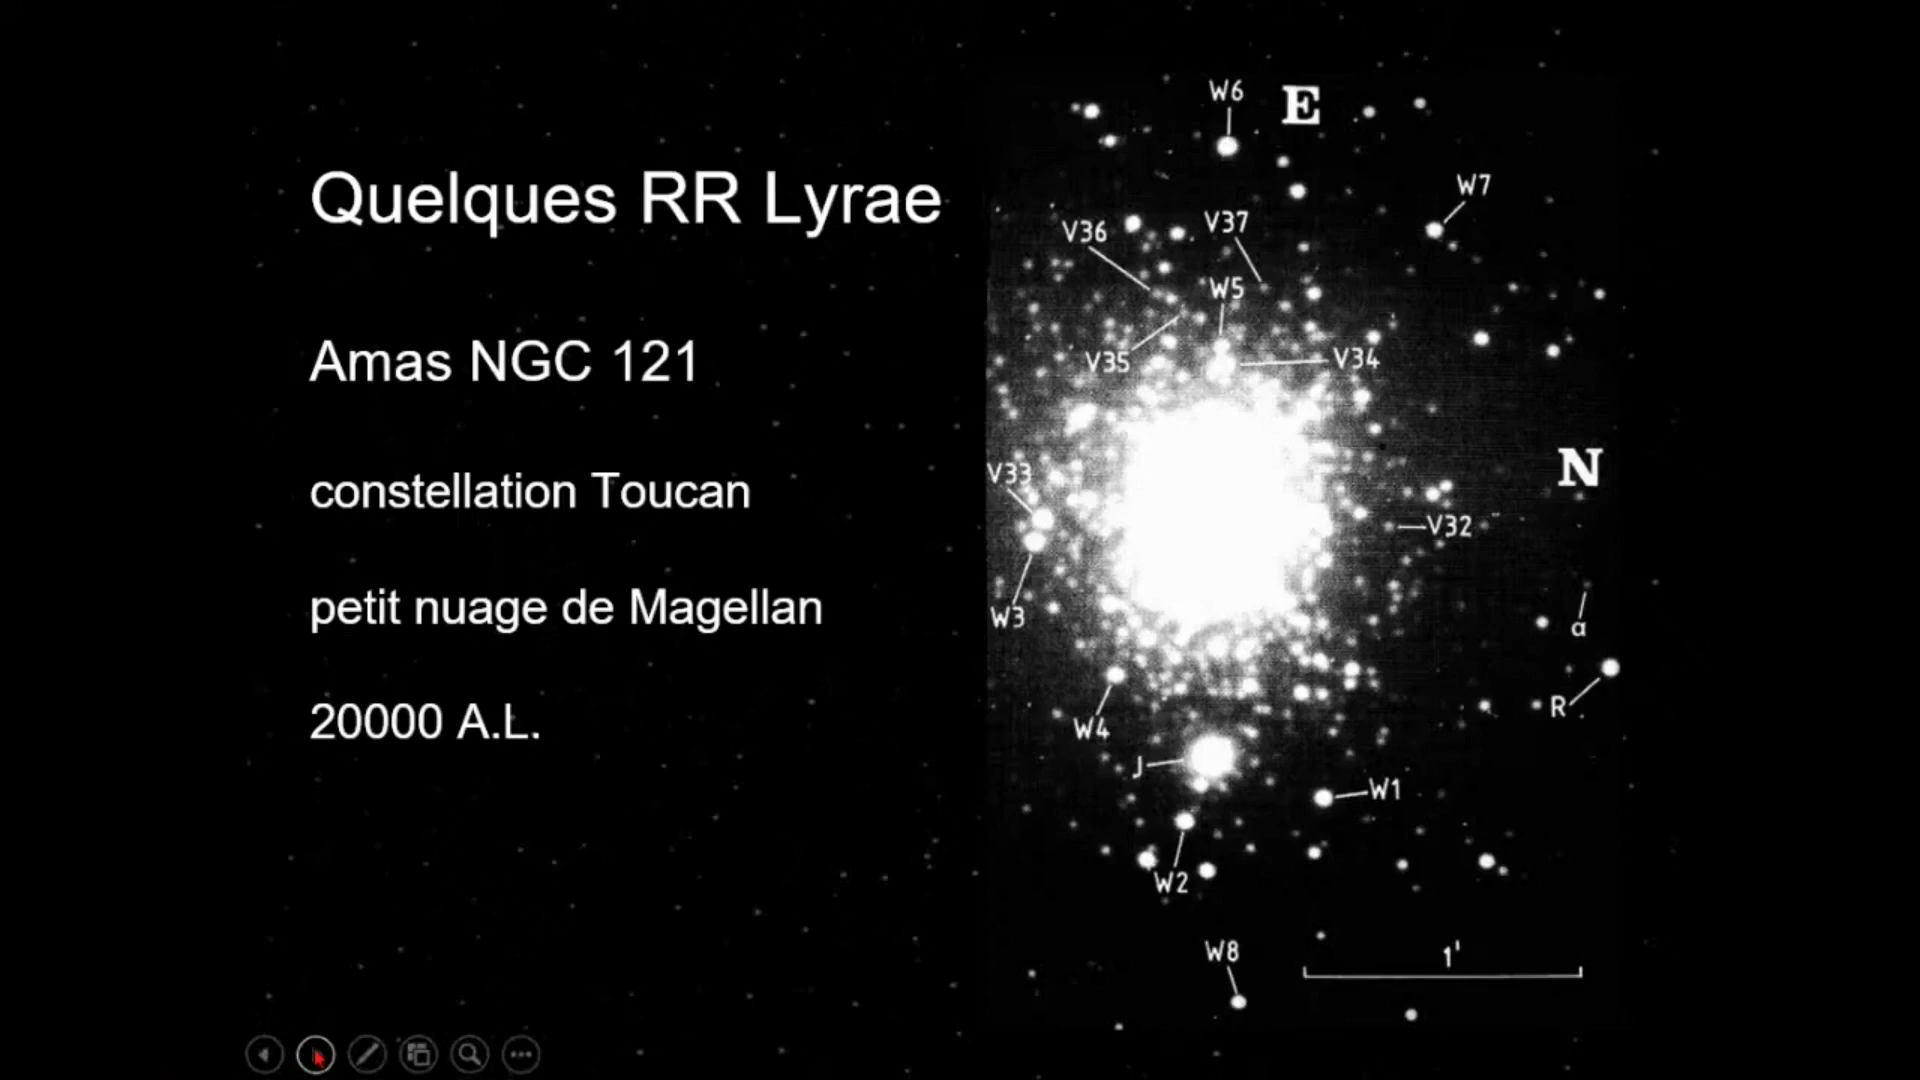 Quelques RR Lyrae
Amas NGC 121
constellation Toucan
petit nuage de Magellan
20000 A.L.
W6
E
W7
V36
V37
W5
V35
V34
N
V33
V32
W3
α
R
W4
J
W1
W2
W8
1'